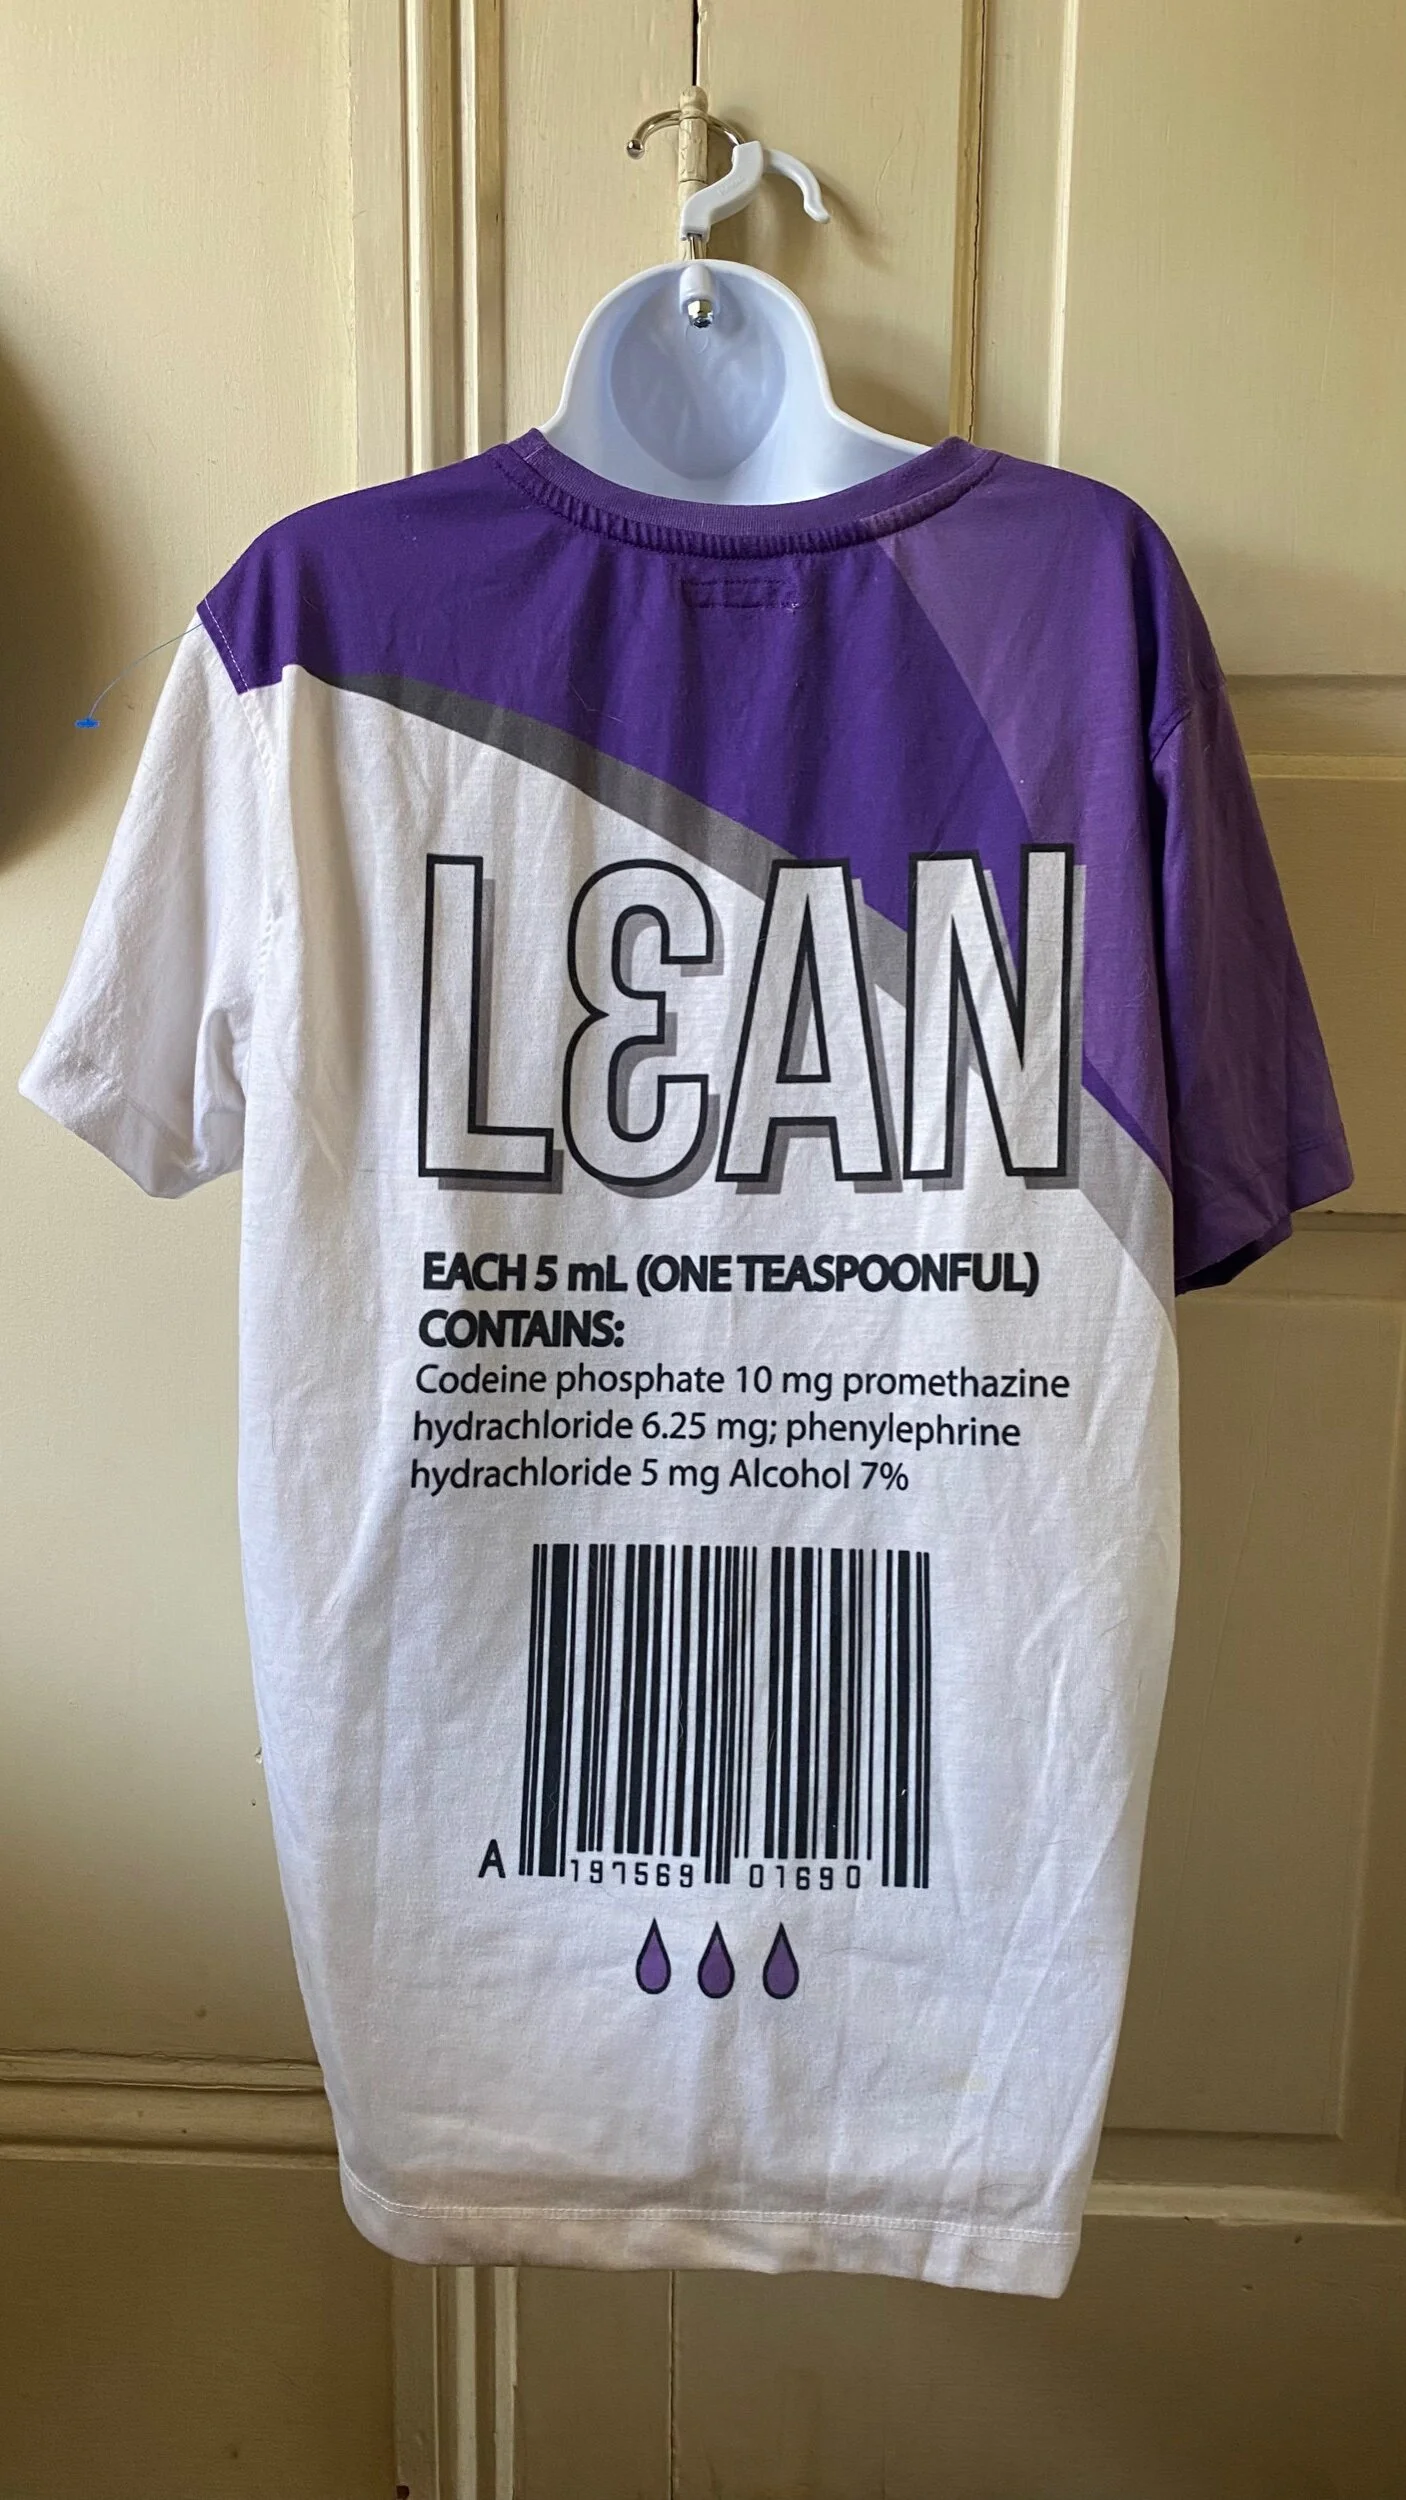 LƐAN
EACH 5 mL (ONE TEASPOONFUL)
CONTAINS:
Codeine phosphate 10 mg promethazine
hydrachloride 6.25 mg; phenylephrine
hydrachloride 5 mg Alcohol 7%
A 197569 01690